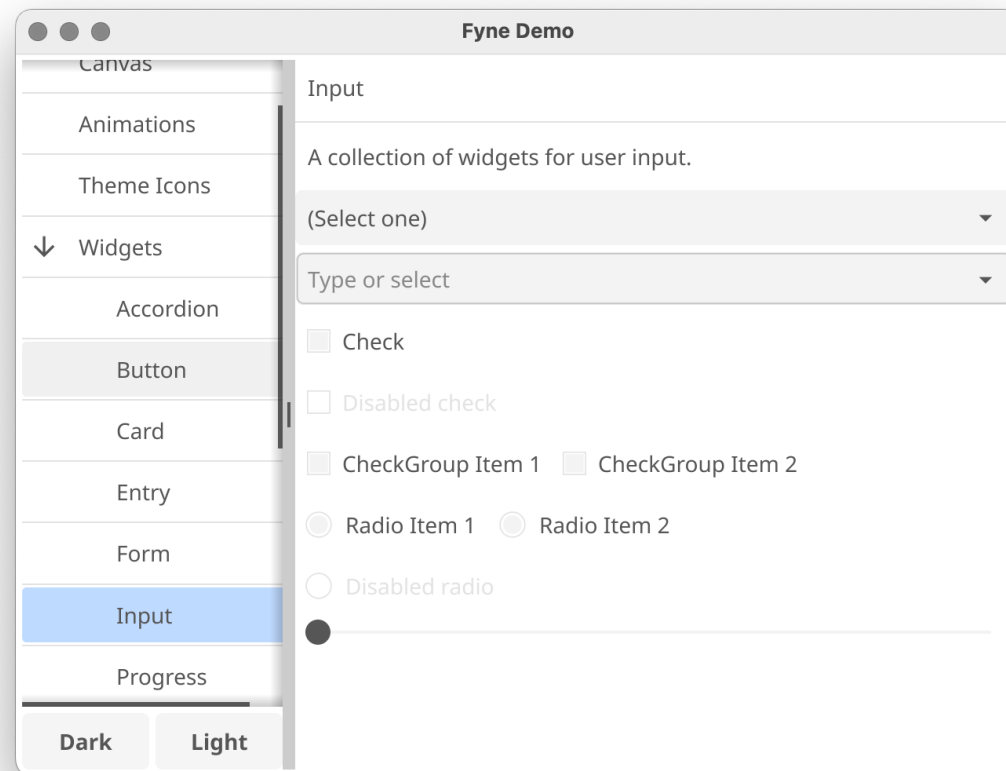 Fyne Demo
Canvas
Animations
Theme Icons
Widgets
Accordion
Button
Card
Entry
Form
Input
Progress
Dark Light
Input
A collection of widgets for user input.
(Select one)
Type or select
Check
Disabled check
CheckGroup Item 1 CheckGroup Item 2
Radio Item 1 Radio Item 2
Disabled radio